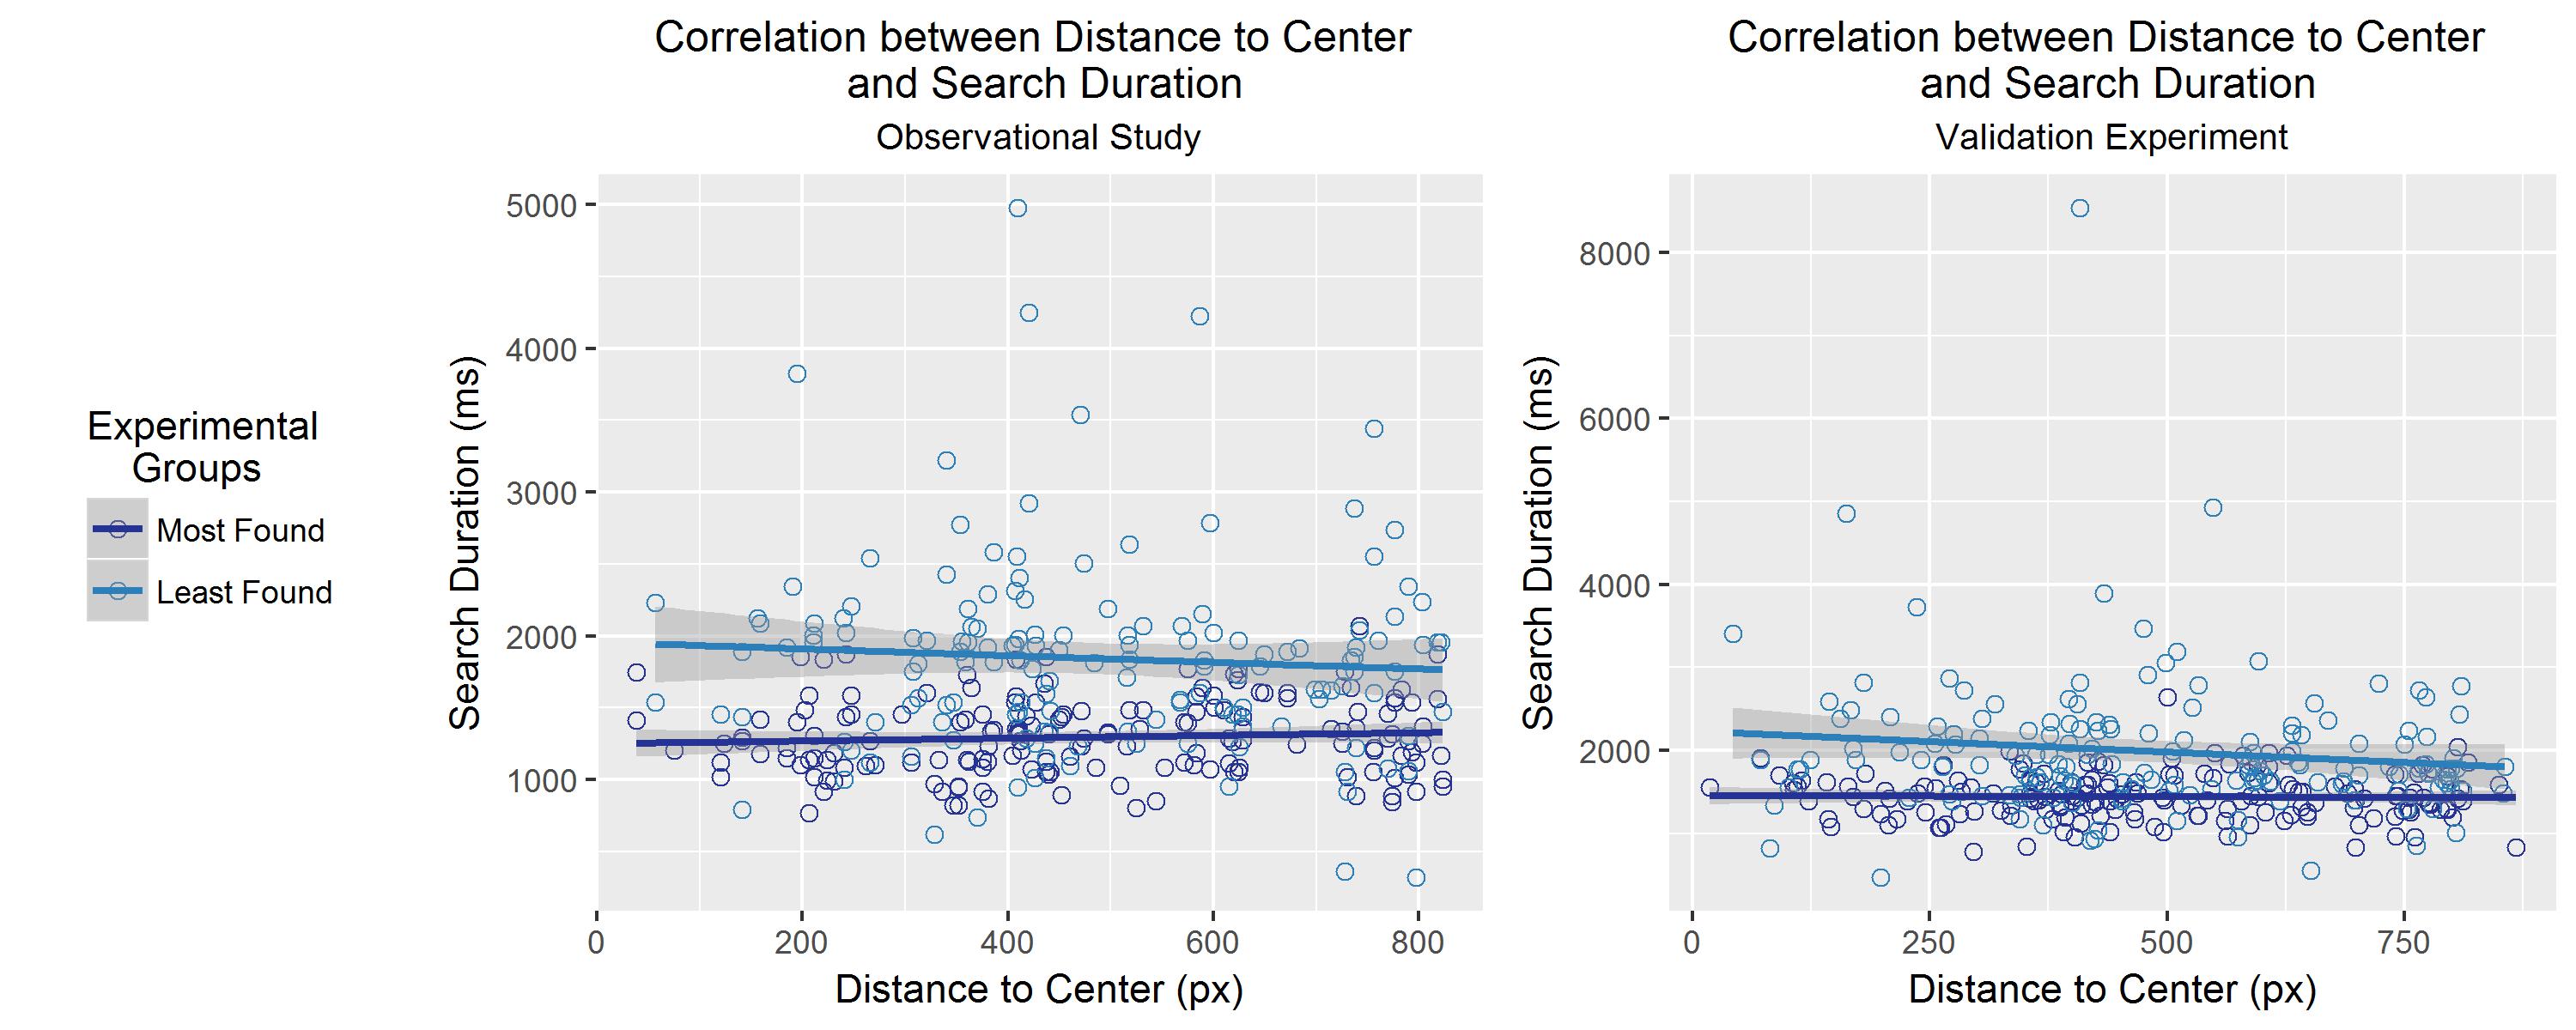 Correlation between Distance to Center
and Search Duration
Observational Study
5000
4000
3000
2000
1000
0
200
400
600
800
Search Duration (ms)
Distance to Center (px)
Correlation between Distance to Center
and Search Duration
Validation Experiment
8000
6000
4000
2000
0
250
500
750
Search Duration (ms)
Distance to Center (px)
Experimental
Groups
Most Found
Least Found